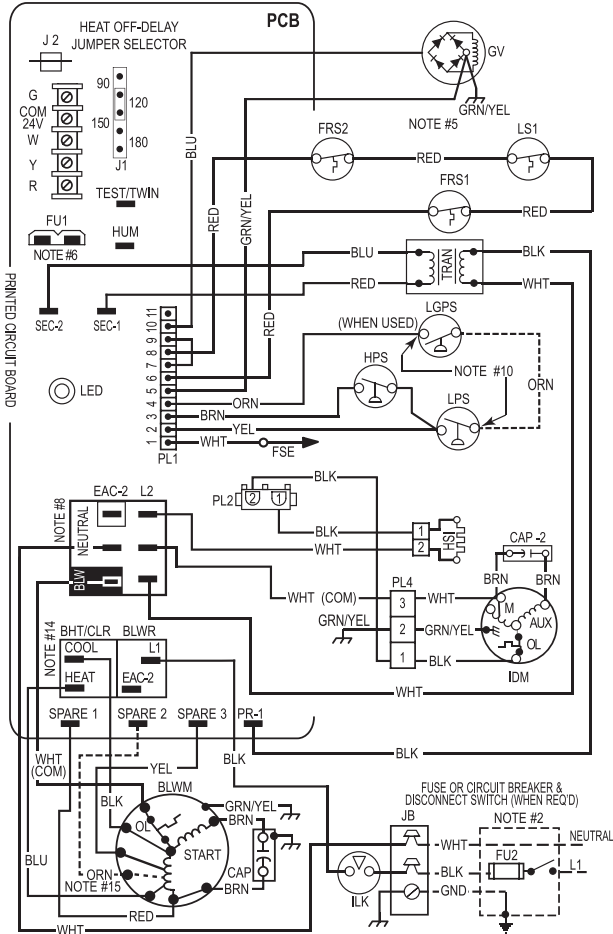 PCB
HEAT OFF-DELAY
JUMPER SELECTOR
J 2
G
COM
24V
W
Y
R
90
120
150
180
J1
TEST/TWIN
HUM
FU1
NOTE #6
SEC-2
SEC-1
LED
PRINTED CIRCUIT BOARD
BLU
RED
GRN/YEL
RED
GV
GRN/YEL
NOTE #5
FRS2
RED
LS1
FRS1
RED
BLU
TRAN
BLK
RED
WHT
1 2 3 4 5 6 7 8 9 10 11
PL1
(WHEN USED)
LGPS
HPS
NOTE #10
ORN
ORN
BRN
YEL
LPS
WHT
FSE
NOTE #8
EAC-2
L2
NEUTRAL
BLW
PL2
2
1
BLK
BLK
1
WHT
2
HSI
CAP -2
BRN
BRN
PL4
WHT (COM)
3
WHT
M
AUX
GRN/YEL
2
GRN/YEL
OL
1
BLK
IDM
WHT
NOTE #14
BHT/CLR
BLWR
COOL
L1
HEAT
EAC-2
SPARE 1
SPARE 2
SPARE 3
PR-1
BLK
BLK
WHT
(COM)
YEL
BLWM
BLK
GRN/YEL
BRN
OL
START
CAP
BLU
ORN
NOTE #15
BRN
RED
WHT
FUSE OR CIRCUIT BREAKER &
DISCONNECT SWITCH (WHEN REQ'D)
JB
NOTE #2
WHT
NEUTRAL
FU2
BLK
L1
GND
ILK